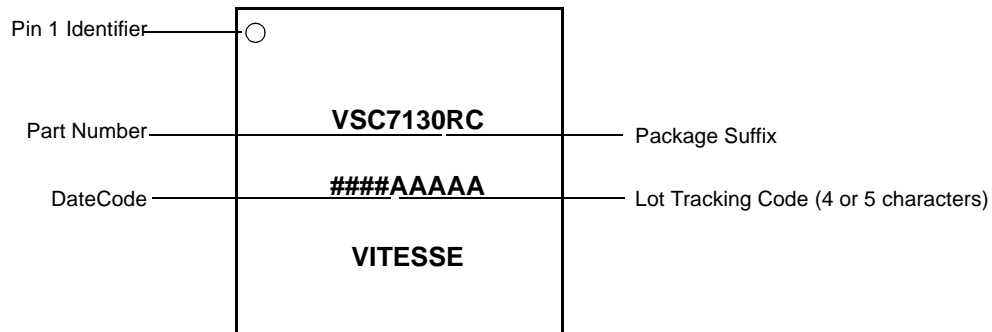 Pin 1 Identifier
VSC7130RC
Part Number
Package Suffix
####AAAAA
DateCode
Lot Tracking Code (4 or 5 characters)
VITESSE